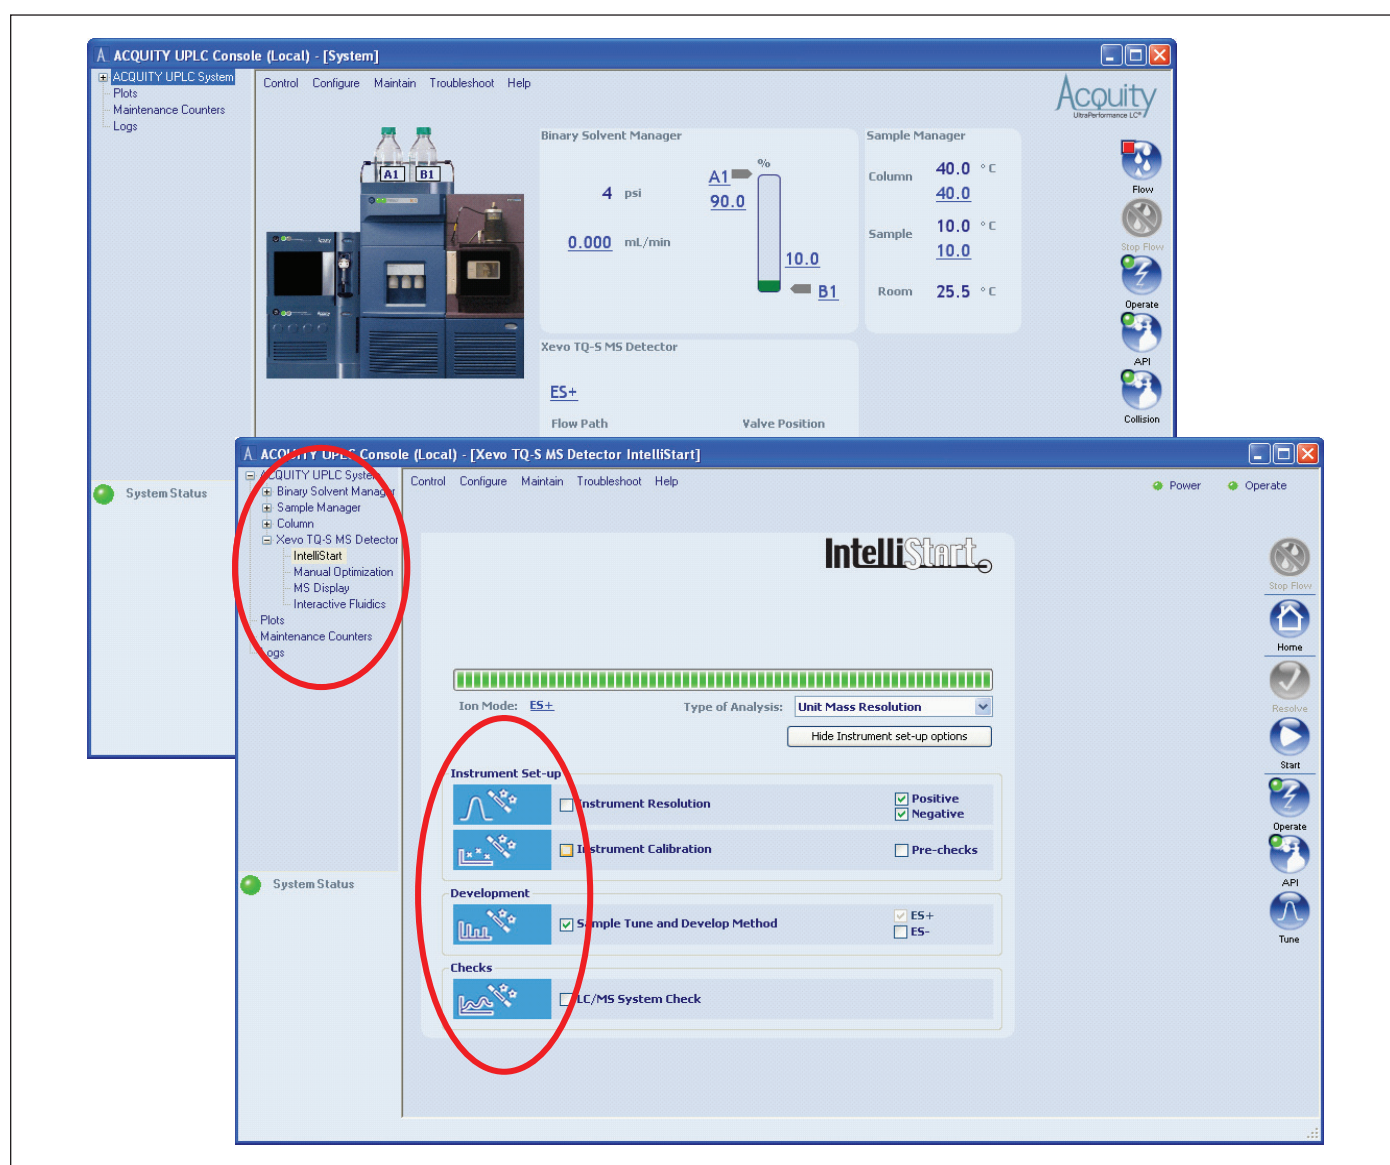 ACQUITY UPLC Console (Local) - [System]
ACQUITY UPLC System
Plots
Maintenance Counters
Logs
Control Configure Maintain Troubleshoot Help
Acquity
UltraPerformance LC®
A1 B1
Binary Solvent Manager
4 psi
0.000 mL/min
%
A1
90.0
10.0
B1
Sample Manager
Column 40.0 °C
40.0
Sample 10.0 °C
10.0
Room 25.5 °C
Flow
Stop Flow
Operate
API
Collision
Xevo TQ-S MS Detector
ES+
Flow Path Valve Position
System Status
ACQUITY UPLC Console (Local) - [Xevo TQ-S MS Detector IntelliStart]
ACQUITY UPLC System
Binary Solvent Manager
Sample Manager
Column
Xevo TQ-S MS Detector
IntelliStart
Manual Optimization
MS Display
Interactive Fluidics
Plots
Maintenance Counters
Logs
System Status
Control Configure Maintain Troubleshoot Help
Power Operate
IntelliStart
Ion Mode: ES+ Type of Analysis: Unit Mass Resolution
Hide Instrument set-up options
Instrument Set-up
Instrument Resolution
Positive
Negative
Instrument Calibration
Pre-checks
Development
Sample Tune and Develop Method
ES+
ES-
Checks
LC/MS System Check
Stop Flow
Home
Resolve
Start
Operate
API
Tune